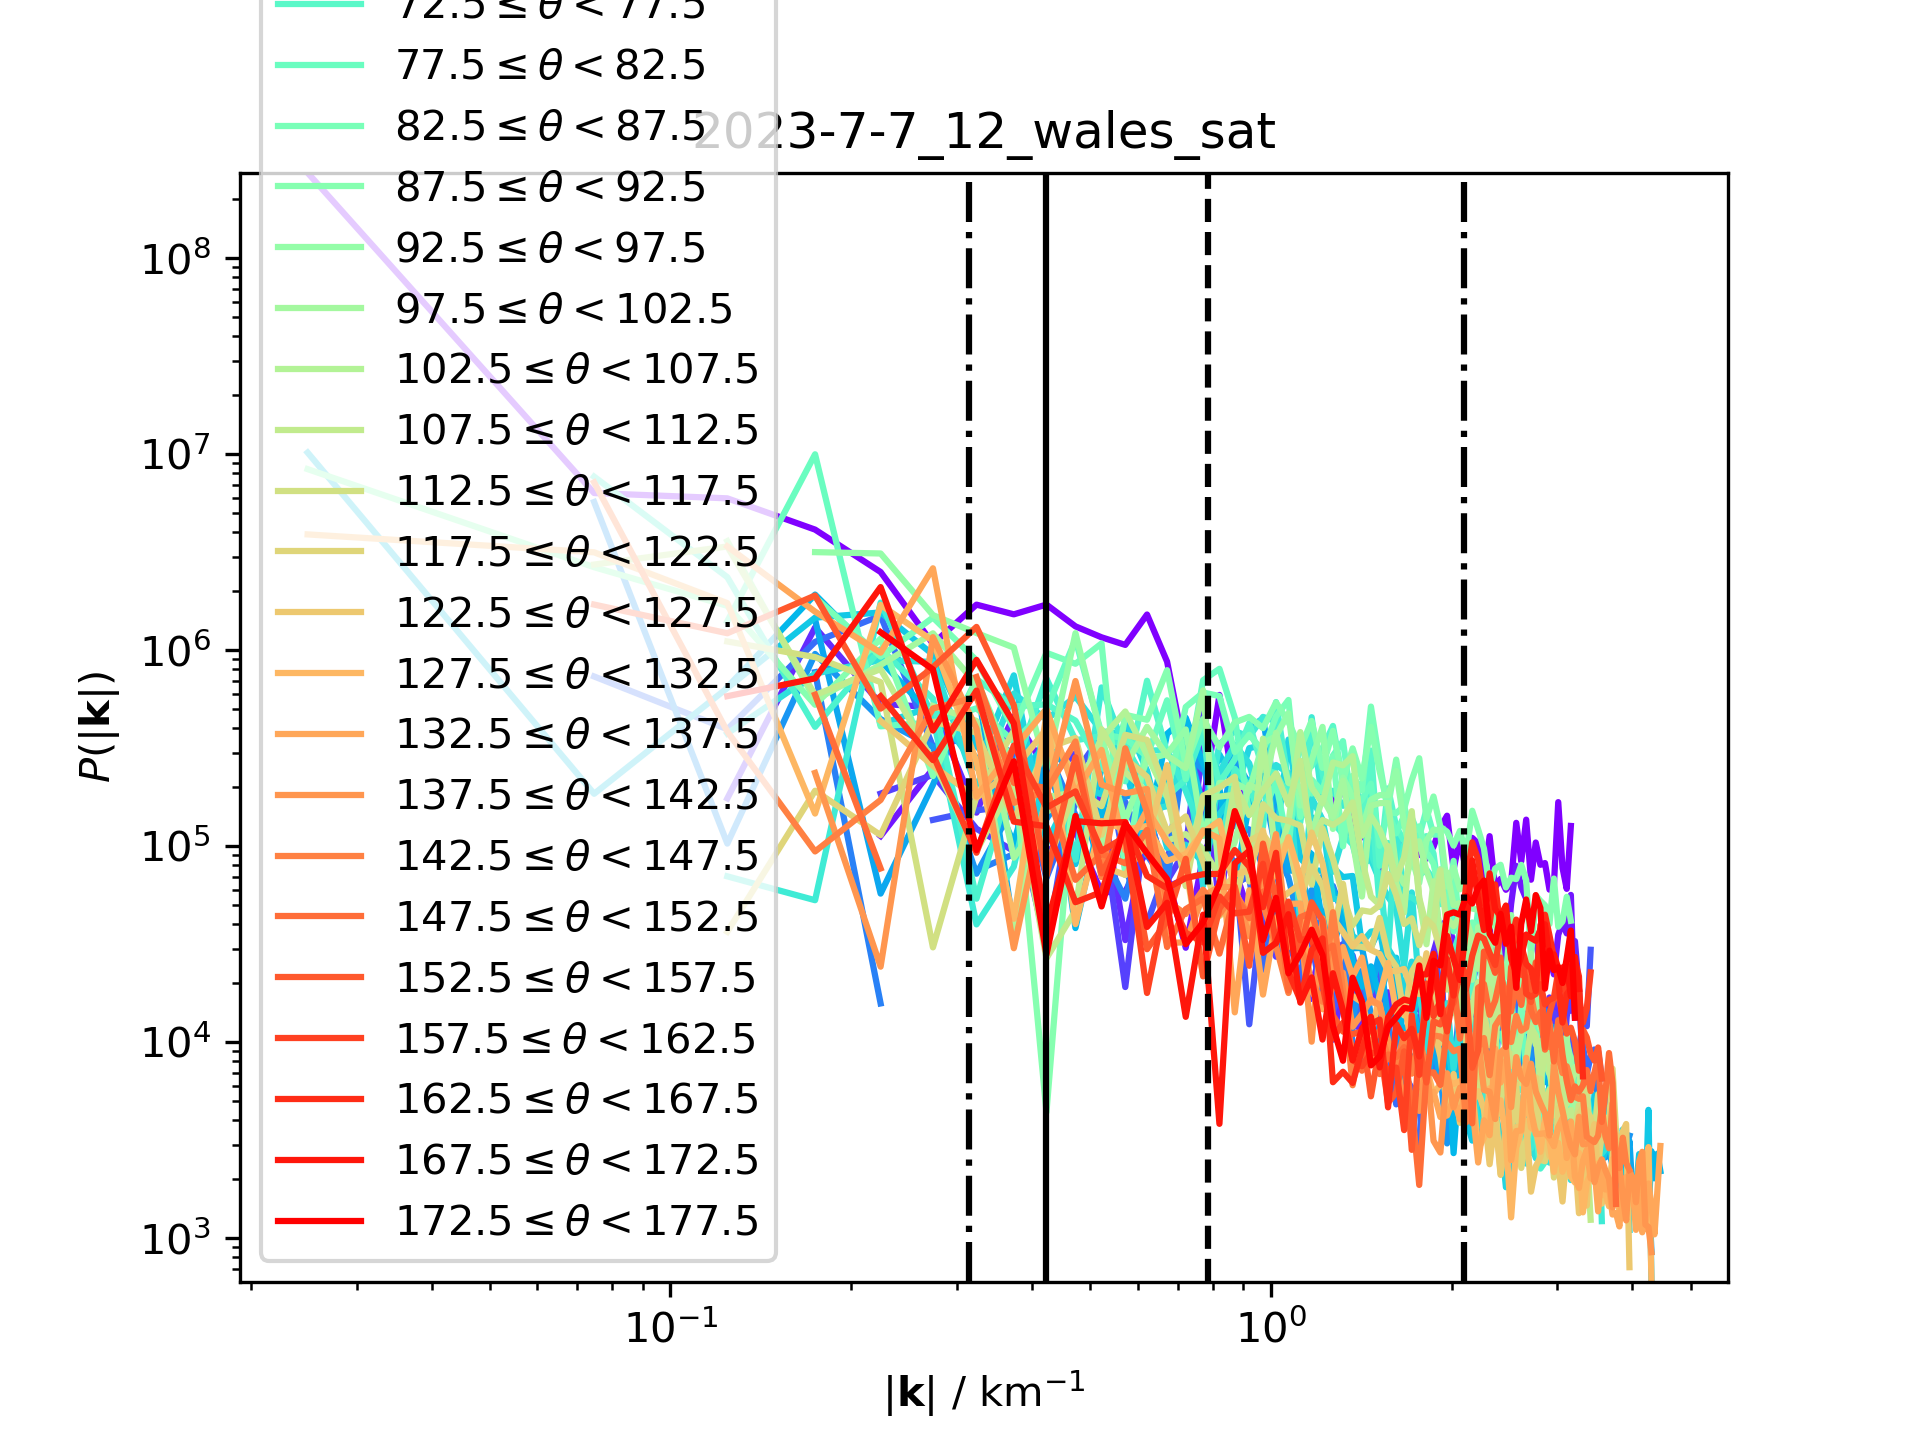 72.5 ≤ θ < 77.5
77.5 ≤ θ < 82.5
82.5 ≤ θ < 87.5
2023-7-7_12_wales_sat
87.5 ≤ θ < 92.5
92.5 ≤ θ < 97.5
97.5 ≤ θ < 102.5
102.5 ≤ θ < 107.5
107.5 ≤ θ < 112.5
112.5 ≤ θ < 117.5
117.5 ≤ θ < 122.5
122.5 ≤ θ < 127.5
127.5 ≤ θ < 132.5
132.5 ≤ θ < 137.5
137.5 ≤ θ < 142.5
142.5 ≤ θ < 147.5
147.5 ≤ θ < 152.5
152.5 ≤ θ < 157.5
157.5 ≤ θ < 162.5
162.5 ≤ θ < 167.5
167.5 ≤ θ < 172.5
172.5 ≤ θ < 177.5
10⁸
10⁷
10⁶
10⁵
10⁴
10³
P(|k|)
10⁻¹
10⁰
|k| / km⁻¹